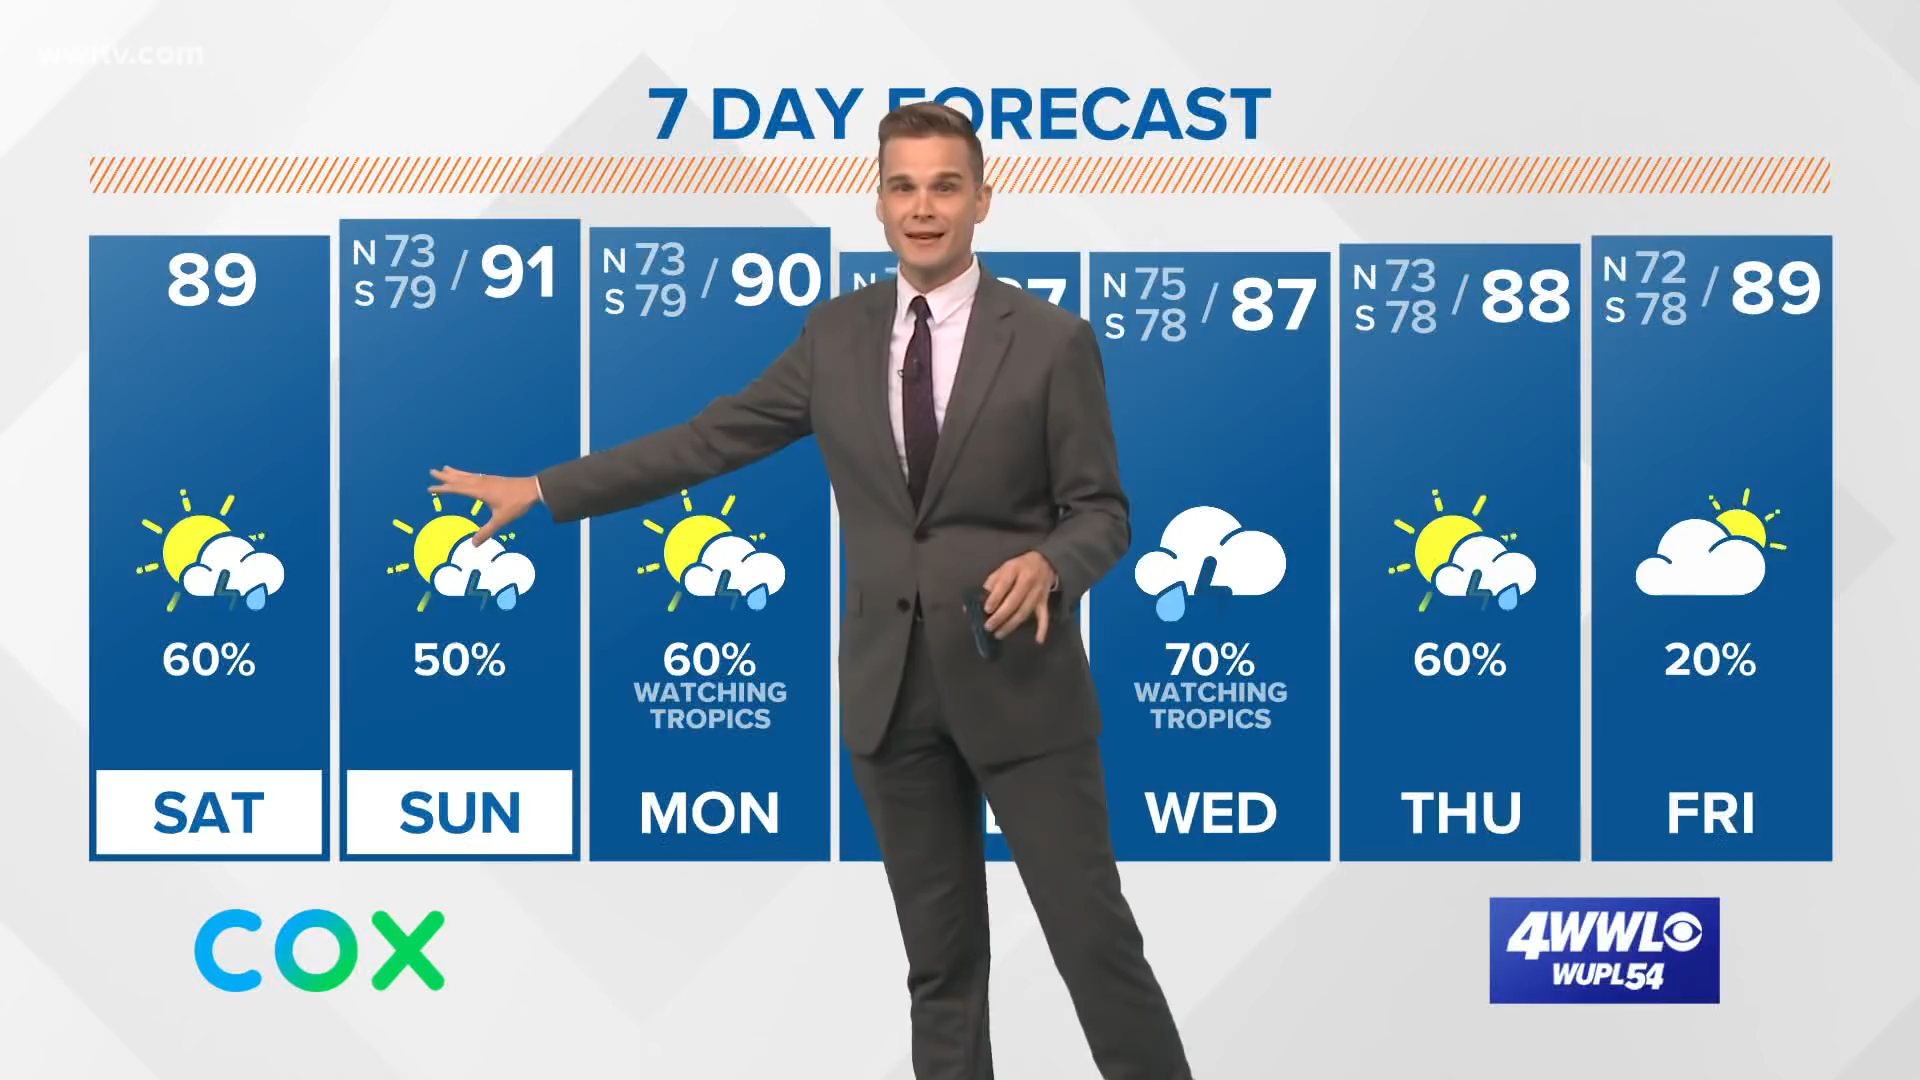 wwltv.com
7 DAY FORECAST
89
N 73
S 79 / 91
N 73
S 79 / 90
N
N 75
S 78 / 87
N 73
S 78 / 88
N 72
S 78 / 89
60%
50%
60%
WATCHING
TROPICS
70%
WATCHING
TROPICS
60%
20%
SAT
SUN
MON
WED
THU
FRI
COX
4WWL
WUPL54